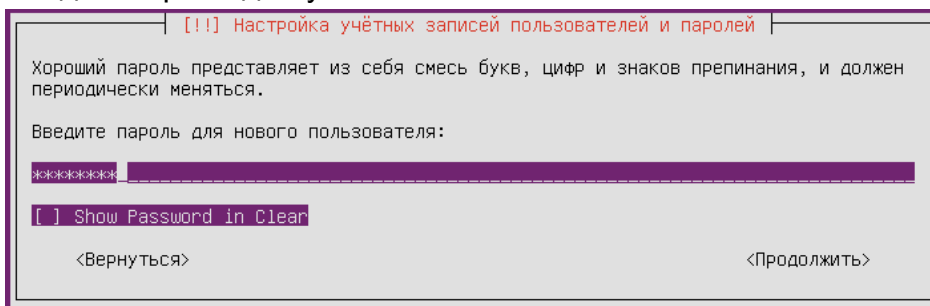 [!!] Настройка учётных записей пользователей и паролей
Хороший пароль представляет из себя смесь букв, цифр и знаков препинания, и должен
периодически меняться.
Введите пароль для нового пользователя:
********_
[ ] Show Password in Clear
<Вернуться> <Продолжить>